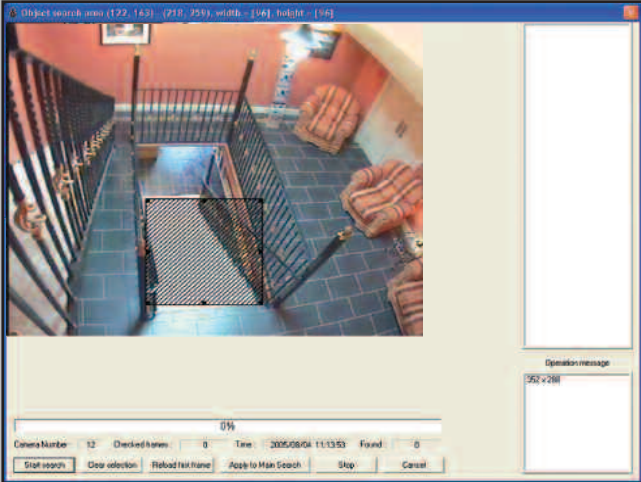 Object search area (122, 163) - (218, 259), width - [96], height - [96]
Operation message
352 x 288
0%
Camera Number : 12 Checked frames : 0 Time : 2005/08/04 11:13:53 Found : 0
Start search Clear selection Reload first frame Apply to Main Search Stop Cancel